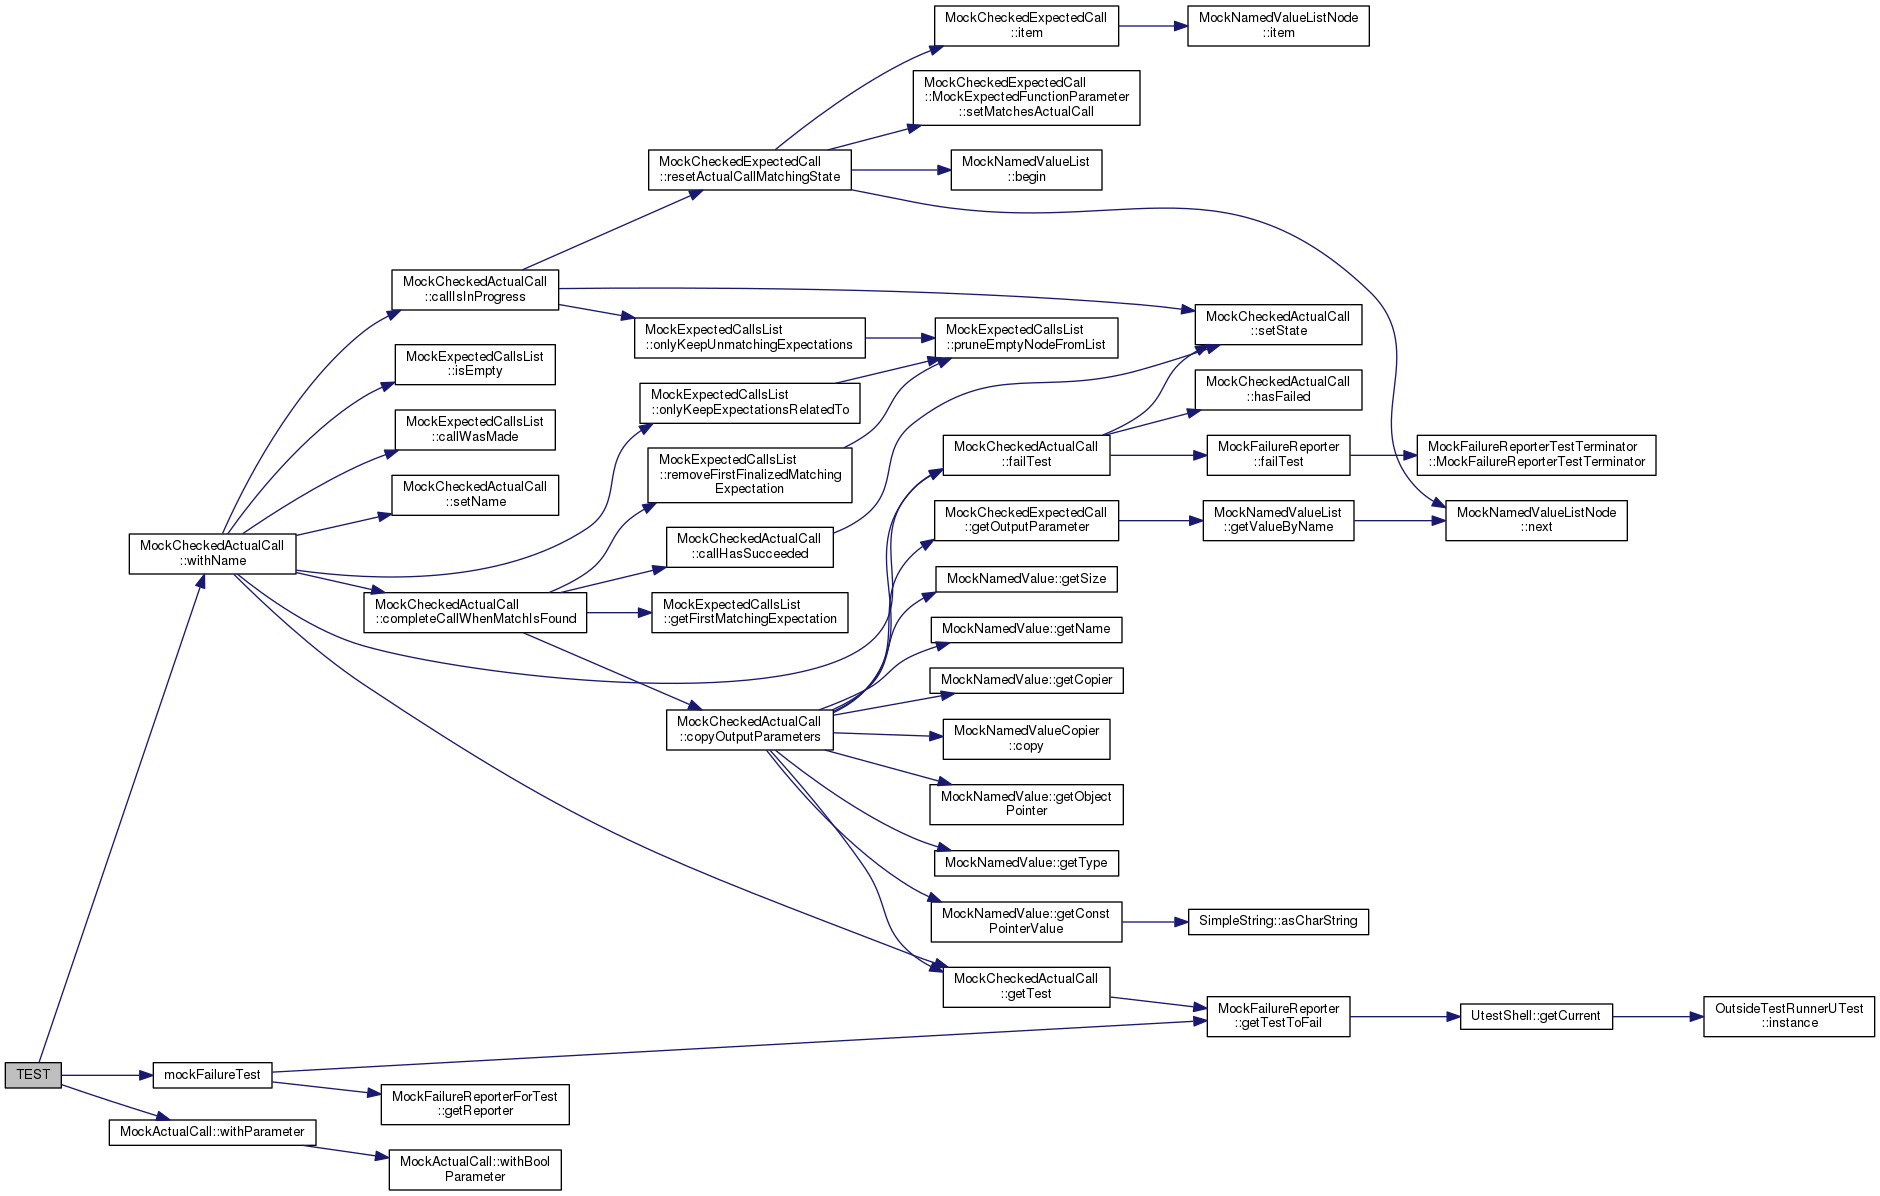 MockCheckedExpectedCall
::item
MockNamedValueListNode
::item
MockCheckedExpectedCall
::MockExpectedFunctionParameter
::setMatchesActualCall
MockCheckedExpectedCall
::resetActualCallMatchingState
MockNamedValueList
::begin
MockCheckedActualCall
::callIsInProgress
MockCheckedActualCall
::setState
MockExpectedCallsList
::onlyKeepUnmatchingExpectations
MockExpectedCallsList
::pruneEmptyNodeFromList
MockExpectedCallsList
::isEmpty
MockExpectedCallsList
::onlyKeepExpectationsRelatedTo
MockCheckedActualCall
::hasFailed
MockExpectedCallsList
::callWasMade
MockCheckedActualCall
::failTest
MockFailureReporter
::failTest
MockFailureReporterTestTerminator
::MockFailureReporterTestTerminator
MockExpectedCallsList
::removeFirstFinalizedMatching
Expectation
MockCheckedActualCall
::setName
MockCheckedExpectedCall
::getOutputParameter
MockNamedValueList
::getValueByName
MockNamedValueListNode
::next
MockCheckedActualCall
::withName
MockCheckedActualCall
::callHasSucceeded
MockNamedValue::getSize
MockCheckedActualCall
::completeCallWhenMatchIsFound
MockExpectedCallsList
::getFirstMatchingExpectation
MockNamedValue::getName
MockNamedValue::getCopier
MockCheckedActualCall
::copyOutputParameters
MockNamedValueCopier
::copy
MockNamedValue::getObject
Pointer
MockNamedValue::getType
MockNamedValue::getConst
PointerValue
SimpleString::asCharString
MockCheckedActualCall
::getTest
MockFailureReporter
::getTestToFail
UtestShell::getCurrent
OutsideTestRunnerUTest
::instance
TEST
mockFailureTest
MockFailureReporterForTest
::getReporter
MockActualCall::withParameter
MockActualCall::withBool
Parameter